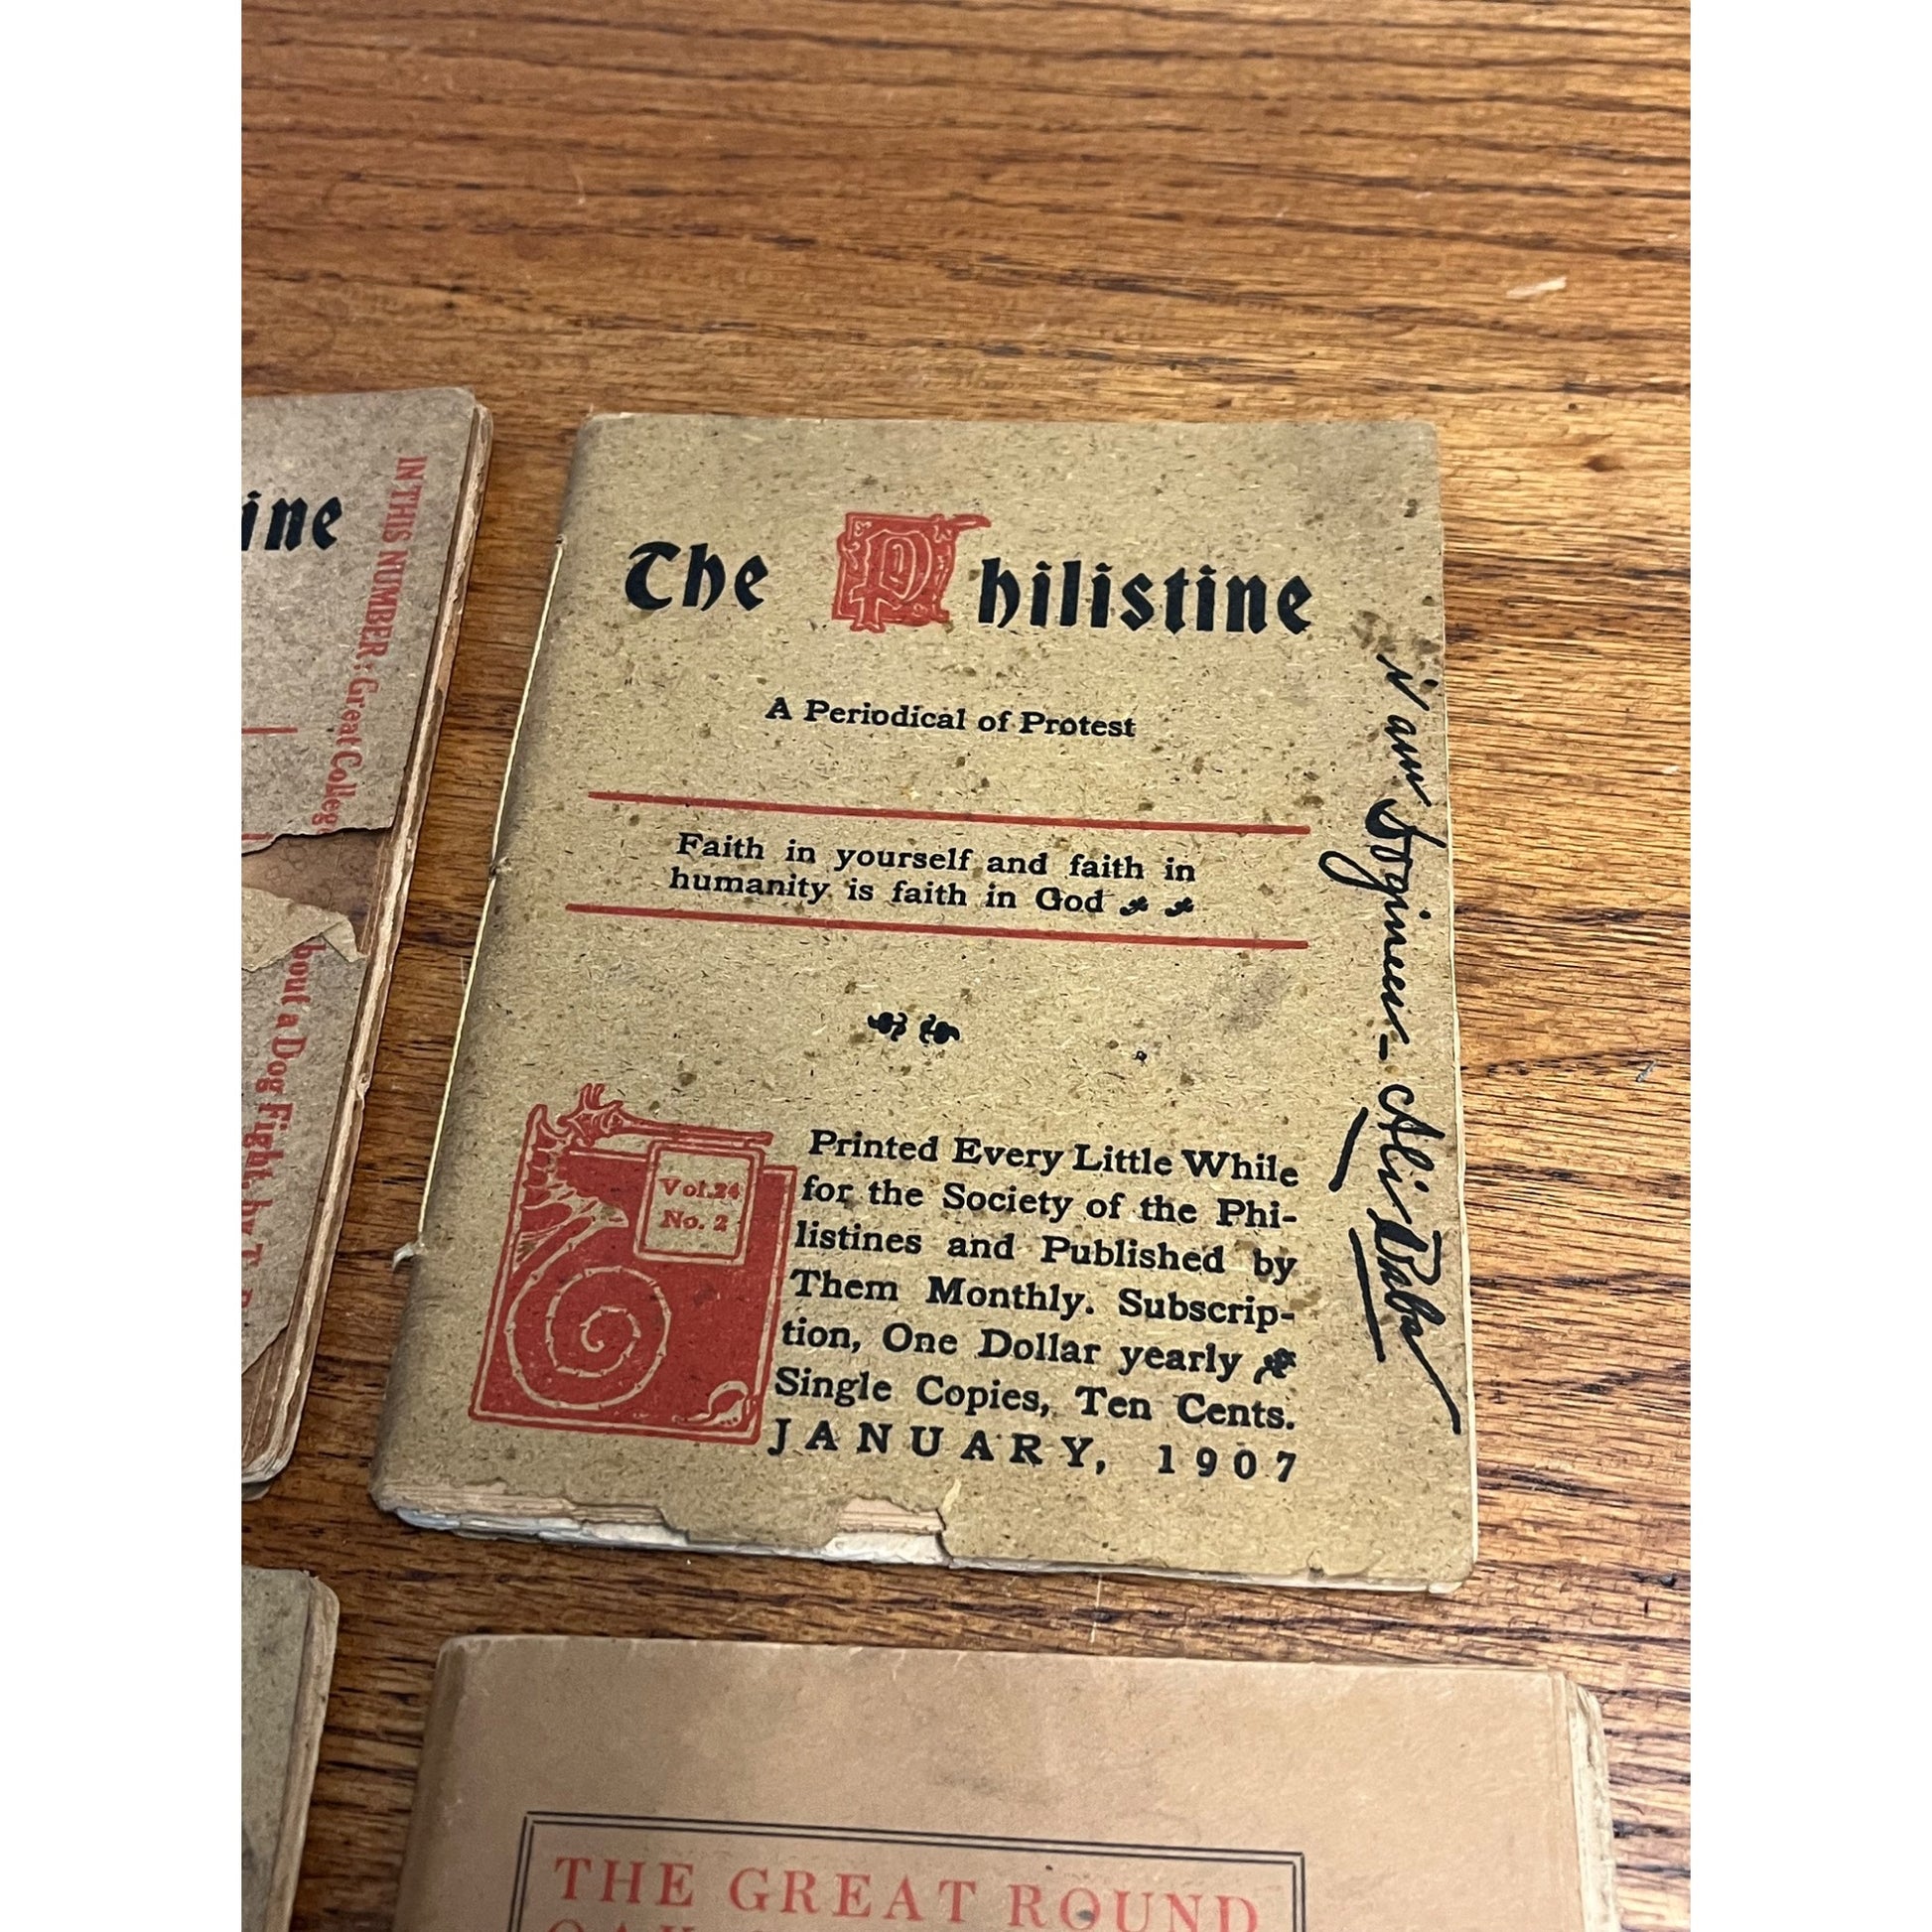 ine
IN THIS NUMBER: Great Colleg
bout a Dog Fight, by
The Philistine
A Periodical of Protest
Faith in yourself and faith in
humanity is faith in God
Vol. 24
No. 2
Printed Every Little While
for the Society of the Phi-
listines and Published by
Them Monthly. Subscrip-
tion, One Dollar yearly
Single Copies, Ten Cents.
JANUARY, 1907
am — Ali Baba
THE GREAT ROUND